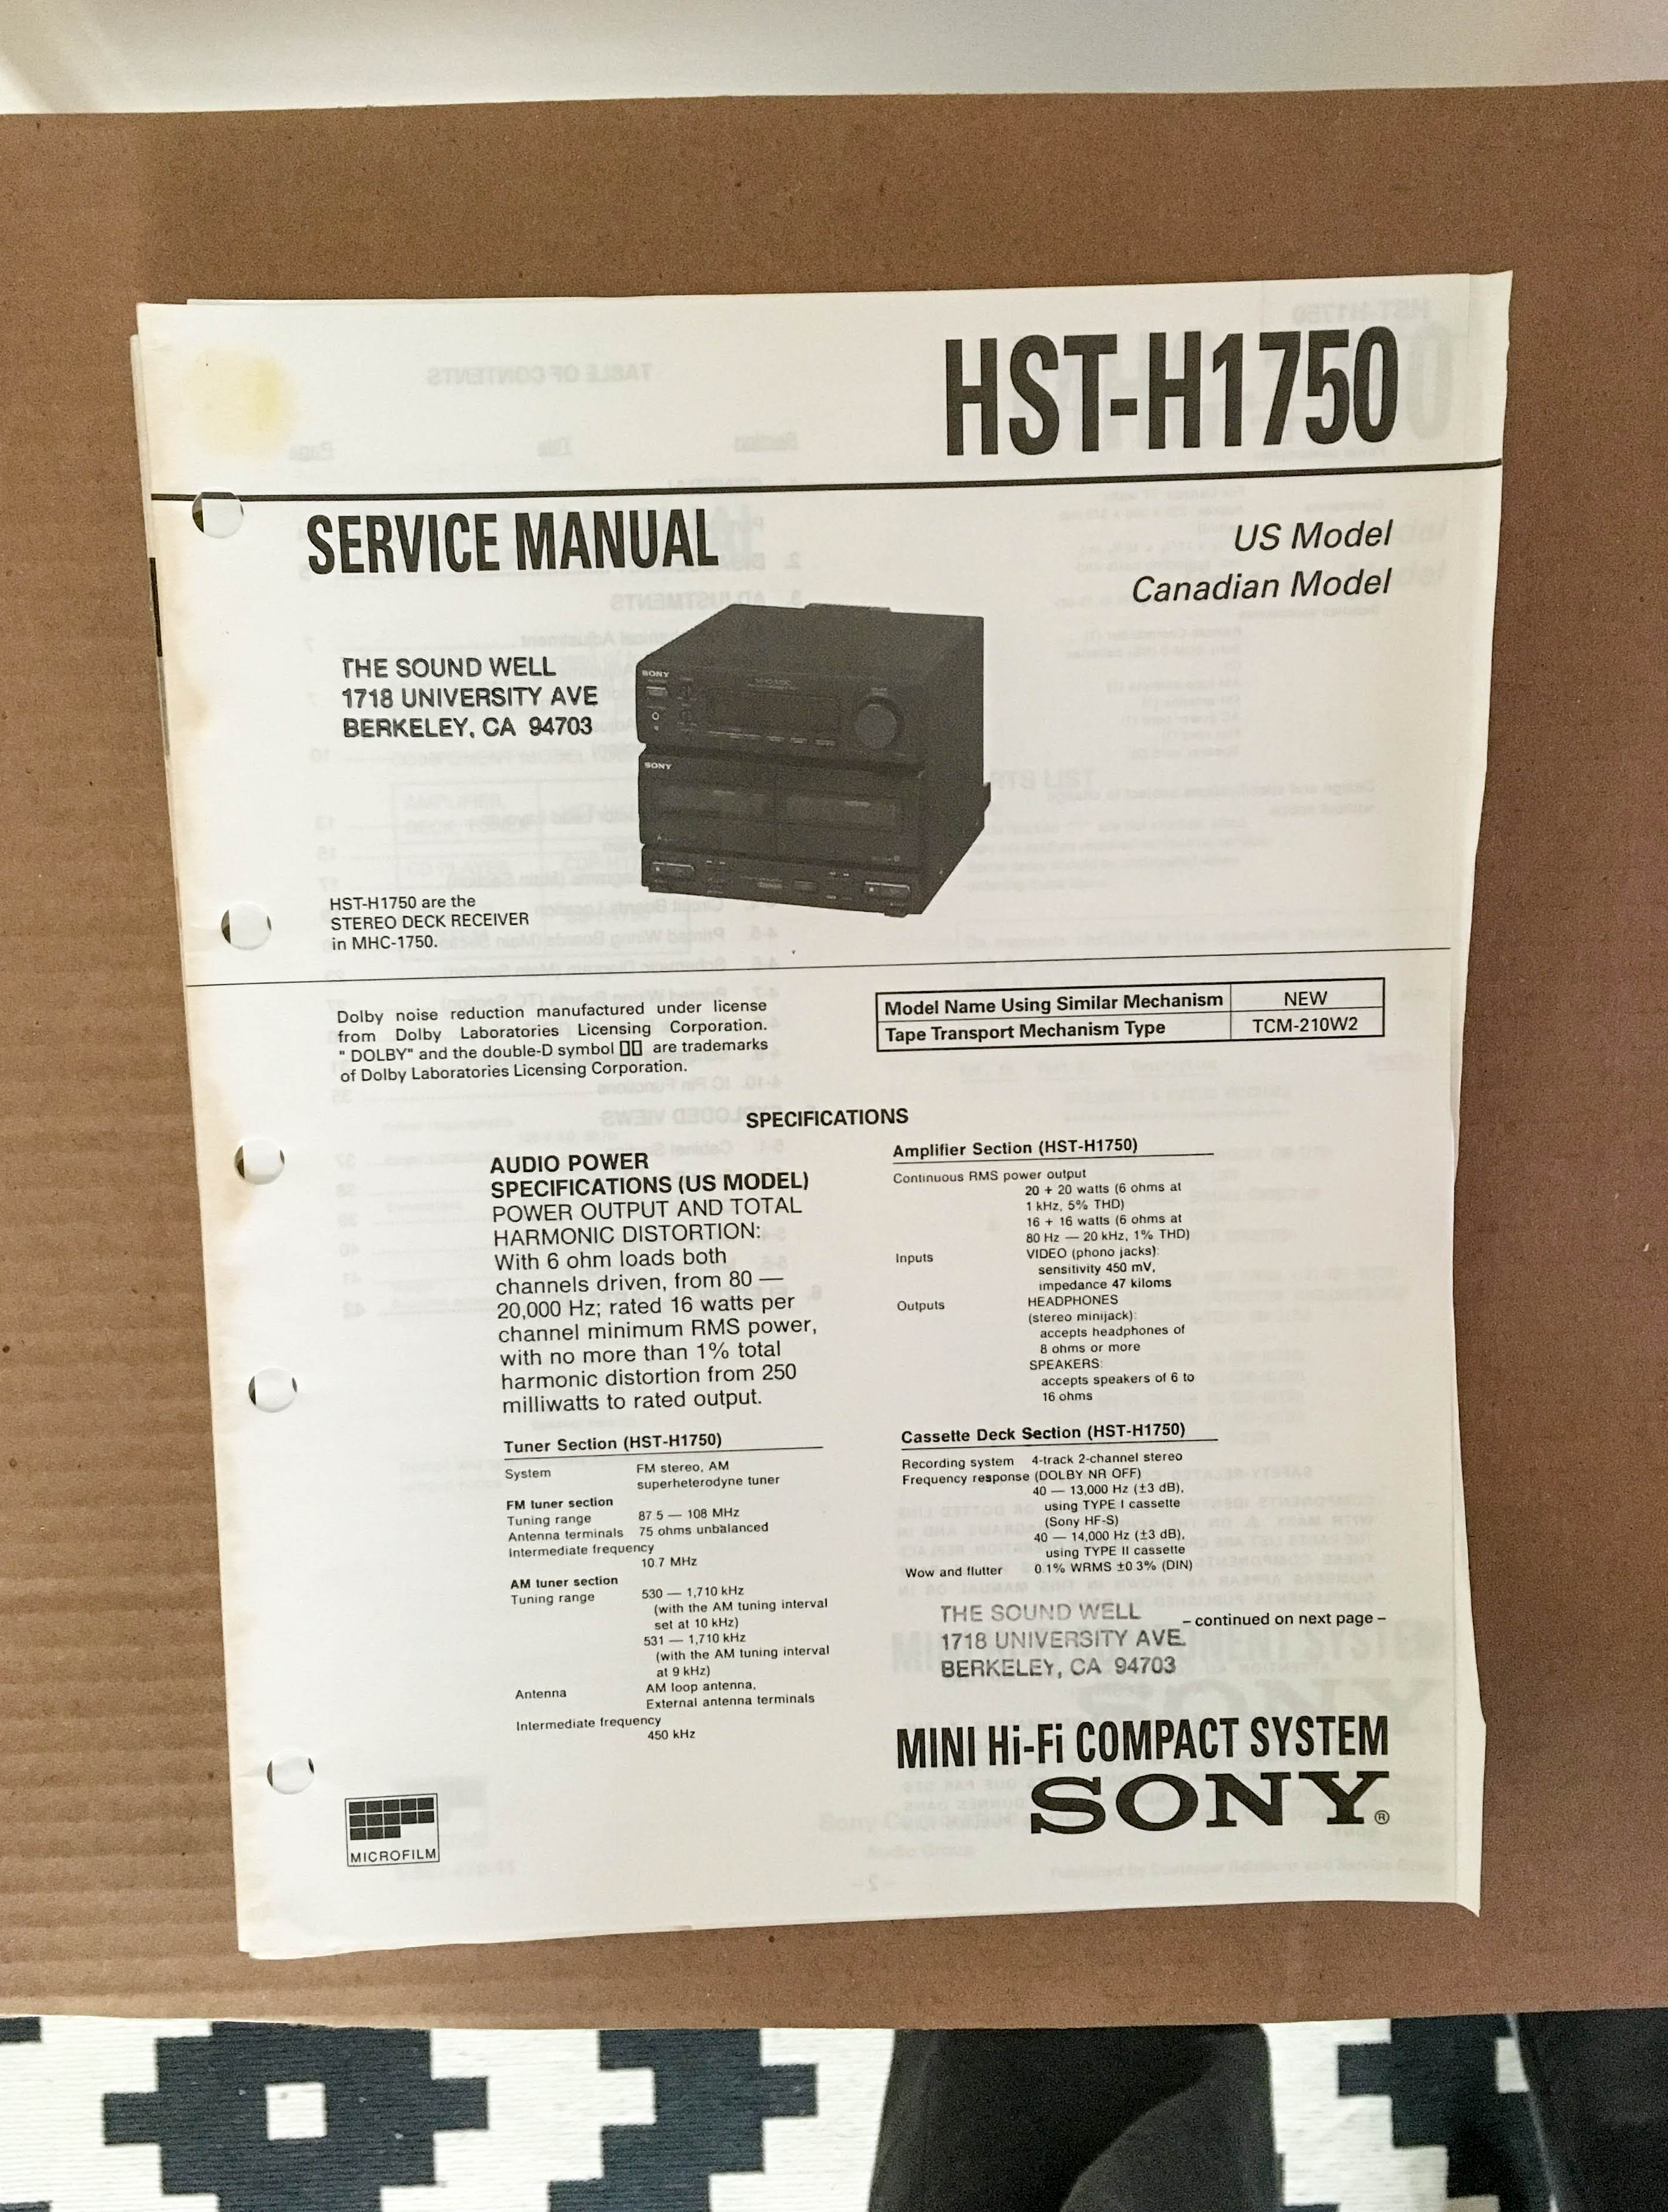 HST-H1750
SERVICE MANUAL
US Model
Canadian Model
THE SOUND WELL
1718 UNIVERSITY AVE
BERKELEY, CA 94703
SONY
SONY
HST-H1750 are the
STEREO DECK RECEIVER
in MHC-1750.
Dolby noise reduction manufactured under license
from Dolby Laboratories Licensing Corporation.
" DOLBY" and the double-D symbol are trademarks
of Dolby Laboratories Licensing Corporation.
Model Name Using Similar Mechanism NEW
Tape Transport Mechanism Type TCM-210W2
SPECIFICATIONS
AUDIO POWER
SPECIFICATIONS (US MODEL)
POWER OUTPUT AND TOTAL
HARMONIC DISTORTION:
With 6 ohm loads both
channels driven, from 80 —
20,000 Hz; rated 16 watts per
channel minimum RMS power,
with no more than 1% total
harmonic distortion from 250
milliwatts to rated output.
Tuner Section (HST-H1750)
System FM stereo, AM
superheterodyne tuner
FM tuner section
Tuning range 87.5 — 108 MHz
Antenna terminals 75 ohms unbalanced
Intermediate frequency
10.7 MHz
AM tuner section
Tuning range 530 — 1,710 kHz
(with the AM tuning interval
set at 10 kHz)
531 — 1,710 kHz
(with the AM tuning interval
at 9 kHz)
Antenna AM loop antenna,
External antenna terminals
Intermediate frequency
450 kHz
Amplifier Section (HST-H1750)
Continuous RMS power output
20 + 20 watts (6 ohms at
1 kHz, 5% THD)
16 + 16 watts (6 ohms at
80 Hz — 20 kHz, 1% THD)
Inputs VIDEO (phono jacks):
sensitivity 450 mV,
impedance 47 kiloms
Outputs HEADPHONES
(stereo minijack):
accepts headphones of
8 ohms or more
SPEAKERS:
accepts speakers of 6 to
16 ohms
Cassette Deck Section (HST-H1750)
Recording system 4-track 2-channel stereo
Frequency response (DOLBY NR OFF)
40 — 13,000 Hz (±3 dB),
using TYPE I cassette
(Sony HF-S)
40 — 14,000 Hz (±3 dB),
using TYPE II cassette
Wow and flutter 0.1% WRMS ±0.3% (DIN)
– continued on next page –
THE SOUND WELL
1718 UNIVERSITY AVE.
BERKELEY, CA 94703
MINI Hi-Fi COMPACT SYSTEM
SONY®
MICROFILM